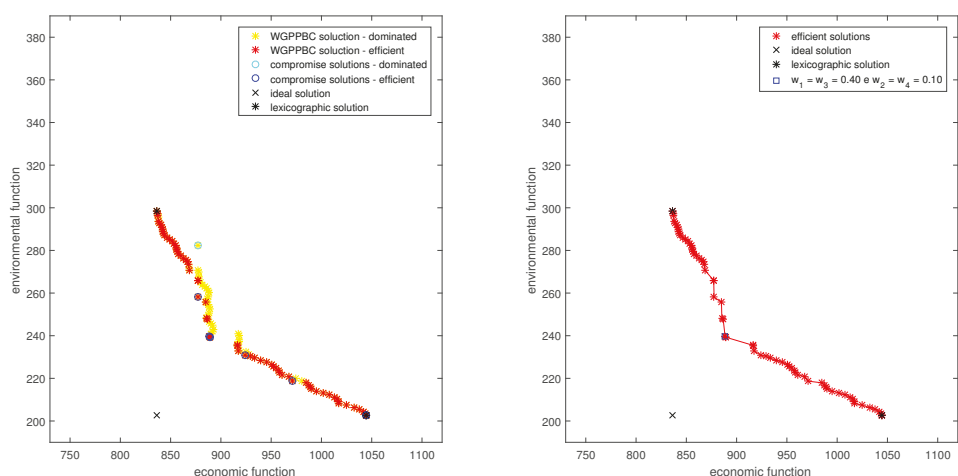 380
360
340
320
300
280
260
240
220
200
environmental function
750 800 850 900 950 1000 1050 1100
economic function
WGPPBC soluction - dominated
WGPPBC soluction - efficient
compromise solutions - dominated
compromise solutions - efficient
ideal solution
lexicographic solution
380
360
340
320
300
280
260
240
220
200
environmental function
750 800 850 900 950 1000 1050 1100
economic function
efficient solutions
ideal solution
lexicographic solution
w₁ = w₃ = 0.40 e w₂ = w₄ = 0.10